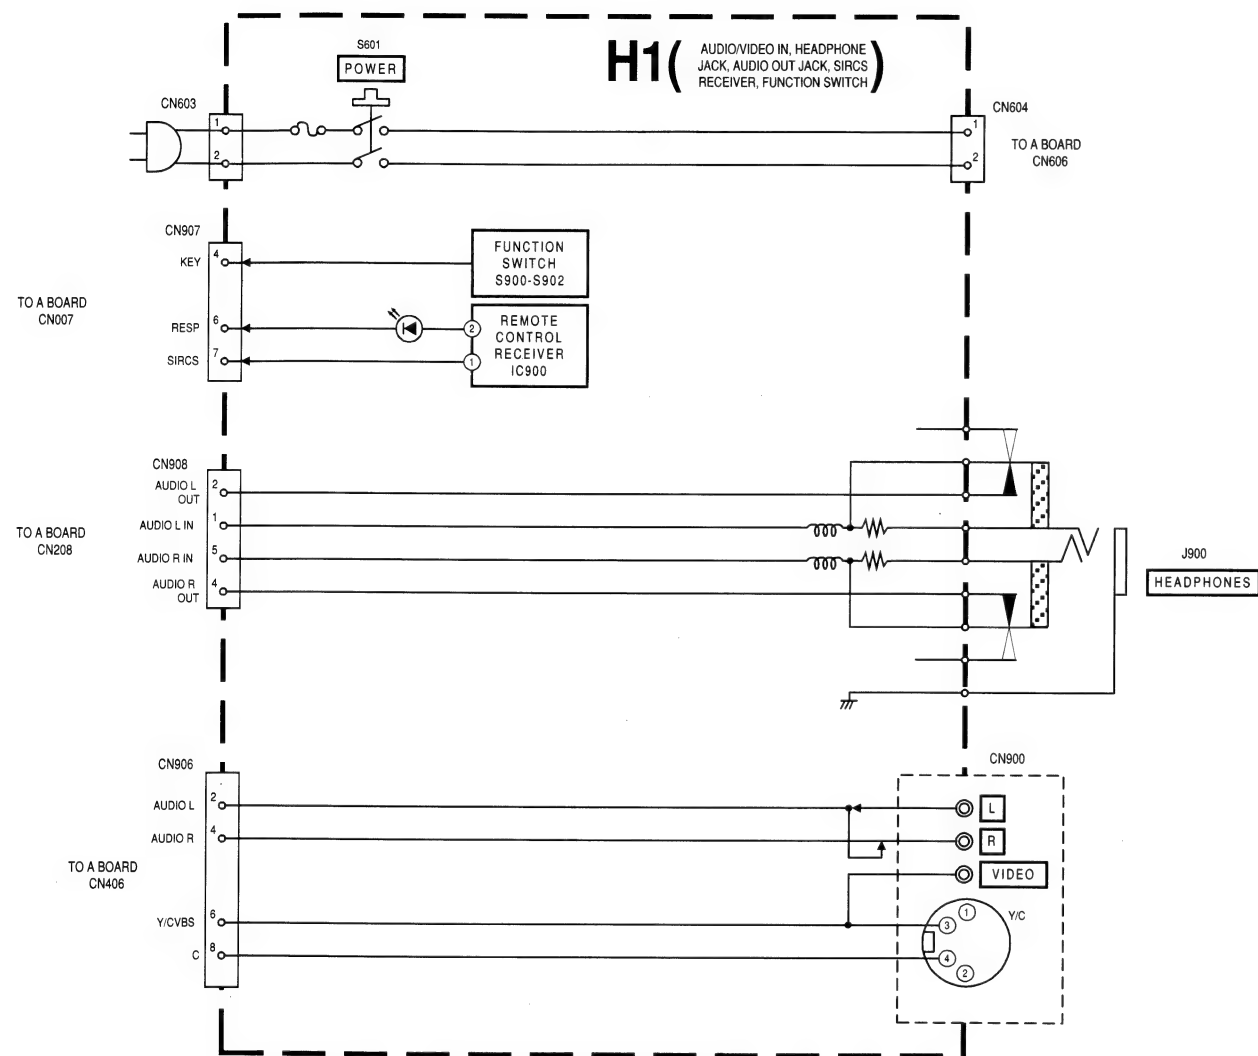 H1(
AUDIO/VIDEO IN, HEADPHONE
JACK, AUDIO OUT JACK, SIRCS
RECEIVER, FUNCTION SWITCH
)
S601
POWER
CN603
1
2
CN604
1
2
TO A BOARD
CN606
CN907
KEY
4
RESP
6
SIRCS
7
TO A BOARD
CN007
FUNCTION
SWITCH
S900-S902
2
1
REMOTE
CONTROL
RECEIVER
IC900
CN908
AUDIO L
OUT
2
AUDIO L IN
1
AUDIO R IN
5
AUDIO R
OUT
4
TO A BOARD
CN208
J900
HEADPHONES
CN906
AUDIO L
2
AUDIO R
4
TO A BOARD
CN406
Y/CVBS
6
C
8
CN900
L
R
VIDEO
Y/C
1
3
4
2